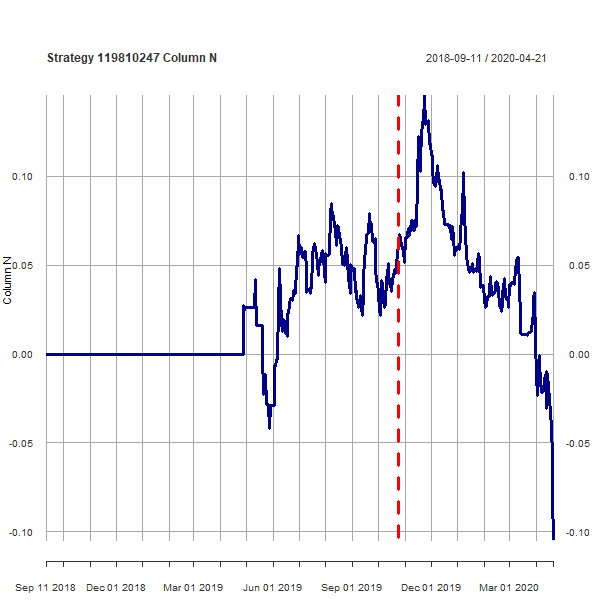 Strategy 119810247 Column N
2018-09-11 / 2020-04-21
Column N
0.10 0.10
0.05 0.05
0.00 0.00
-0.05 -0.05
-0.10 -0.10
Sep 11 2018 Dec 01 2018 Mar 01 2019 Jun 01 2019 Sep 01 2019 Dec 01 2019 Mar 01 2020